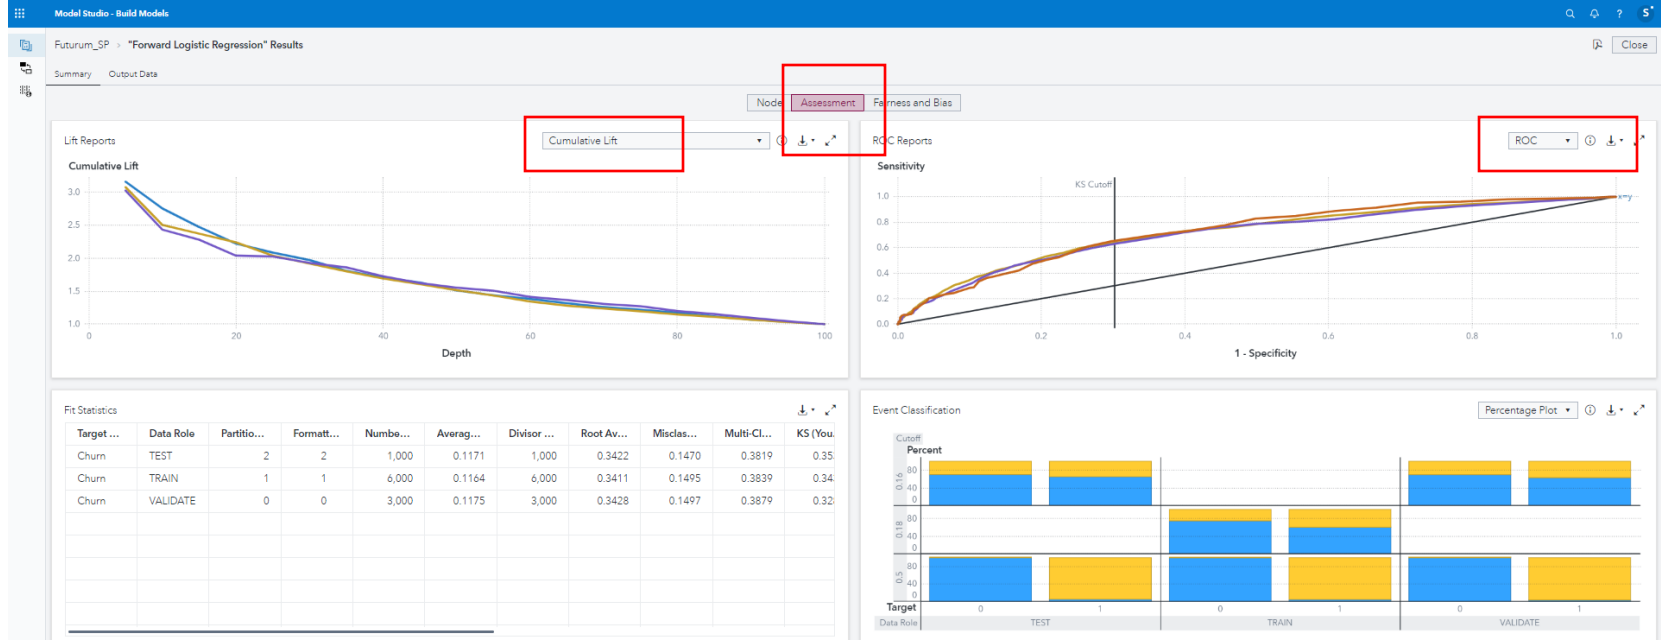 Model Studio - Build Models
Futurum_SP > "Forward Logistic Regression" Results
Close
Summary Output Data
Node Assessment Fairness and Bias
Lift Reports
Cumulative Lift
Cumulative Lift
3.0
2.5
2.0
1.5
1.0
0 20 40 60 80 100
Depth
ROC Reports
ROC
Sensitivity
KS Cutoff
1.0
x=y
0.8
0.6
0.4
0.2
0.0
0.0 0.2 0.4 0.6 0.8 1.0
1 - Specificity
Fit Statistics
Target ... Data Role Partitio... Formatt... Numbe... Averag... Divisor ... Root Av... Misclas... Multi-Cl... KS (You.
Churn TEST 2 2 1,000 0.1171 1,000 0.3422 0.1470 0.3819 0.35
Churn TRAIN 1 1 6,000 0.1164 6,000 0.3411 0.1495 0.3839 0.34
Churn VALIDATE 0 0 3,000 0.1175 3,000 0.3428 0.1497 0.3879 0.32
Event Classification
Percentage Plot
Cutoff
Percent
0.16
80
40
0
0.18
80
40
0
0.5
80
40
0
Target 0 1 0 1 0 1
Data Role TEST TRAIN VALIDATE